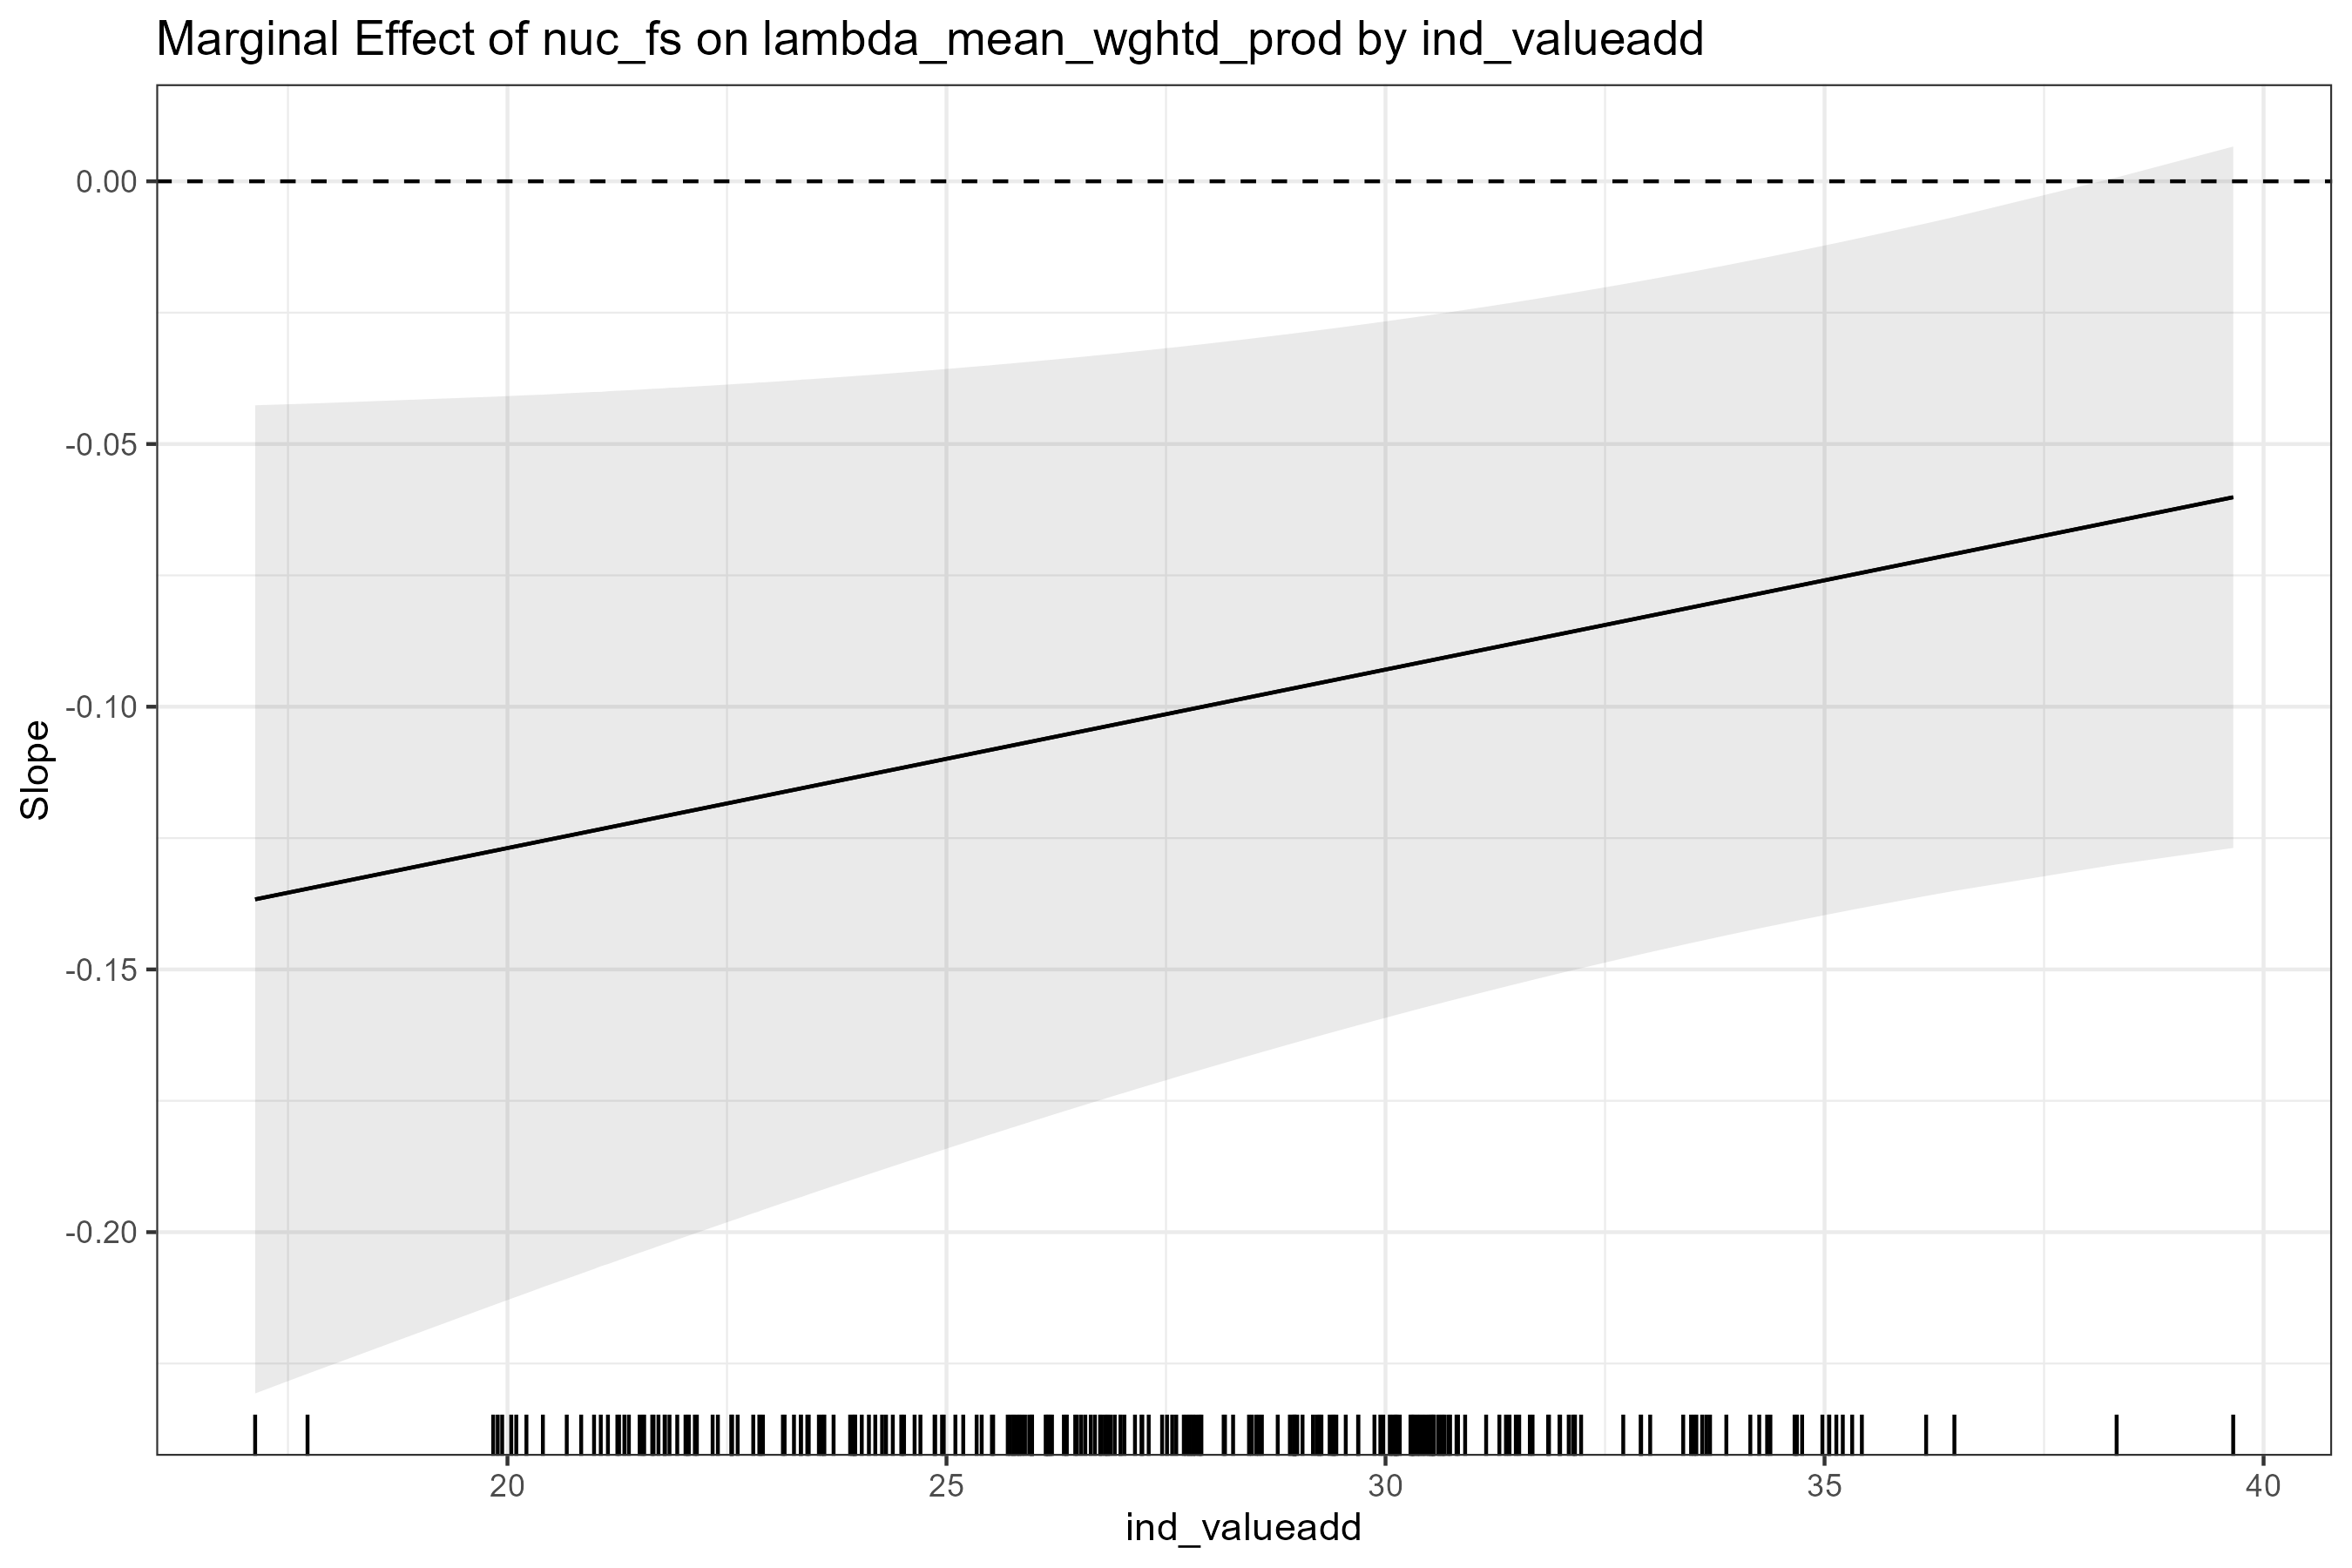 Marginal Effect of nuc_fs on lambda_mean_wghtd_prod by ind_valueadd
0.00
-0.05
-0.10
-0.15
-0.20
Slope
20 25 30 35 40
ind_valueadd